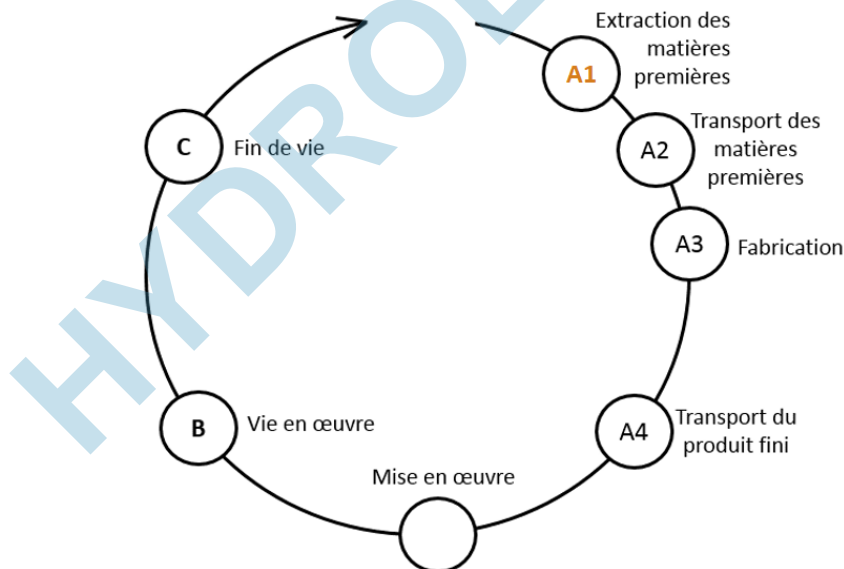 Extraction des
matières
premières
A1
Transport des
matières
premières
A2
A3
Fabrication
A4
Transport du
produit fini
Mise en œuvre
B
Vie en œuvre
C
Fin de vie